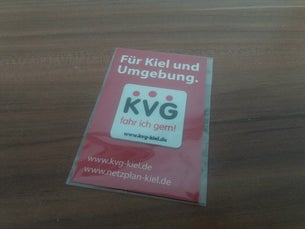 Für Kiel und
Umgebung.
KVG
fahr ich gern!
www.kvg-kiel.de
www.kvg-kiel.de
www.netzplan-kiel.de